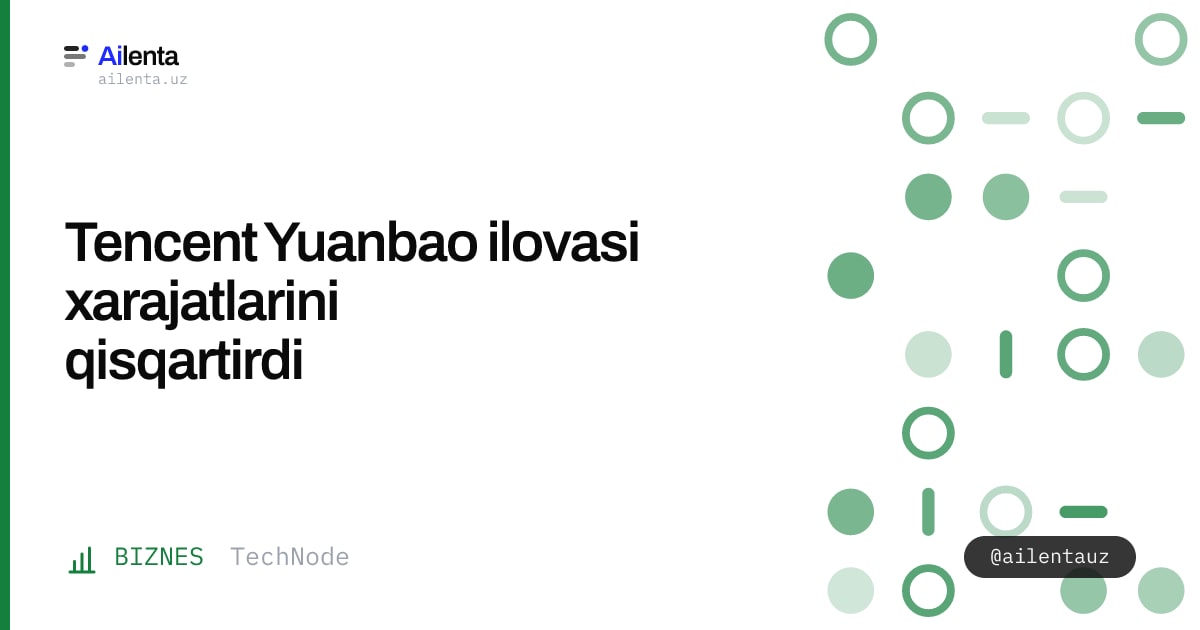 Ailenta
ailenta.uz
Tencent Yuanbao ilovasi
xarajatlarini
qisqartirdi
BIZNES TechNode
@ailentauz